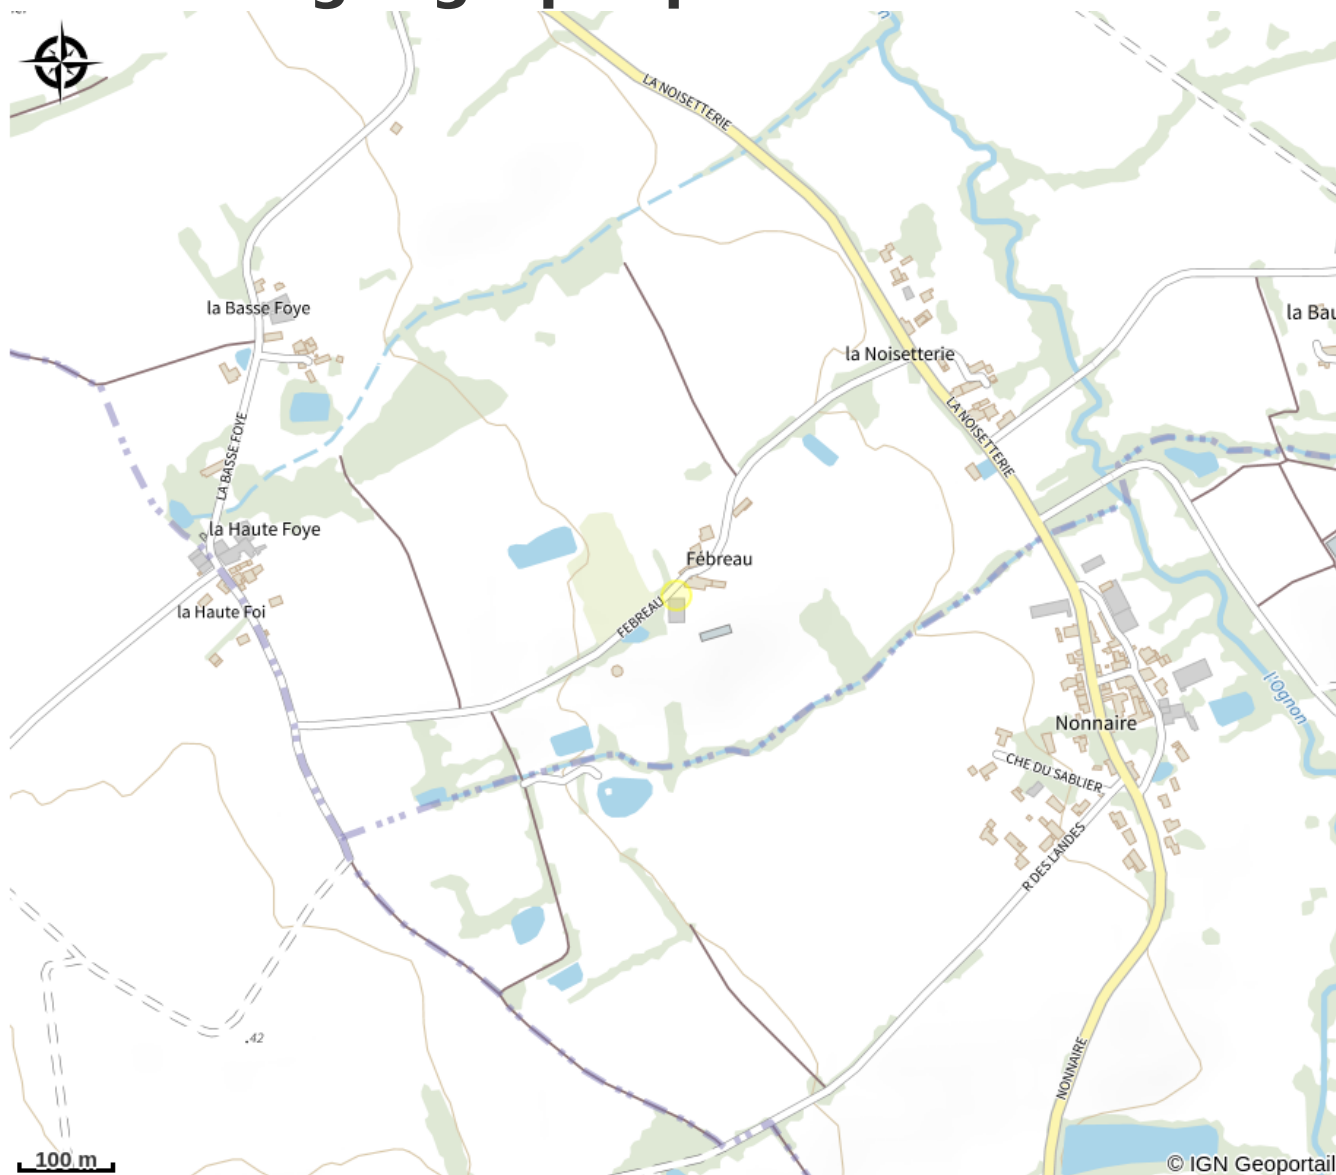 LA NOISETTERIE
la Basse Foye
la Bau
la Noisetterie
LA BASSE FOYE
LA NOISETTERIE
la Haute Foye
Fébreau
la Haute Foi
FEBREAU
l'Ognon
Nonnaire
CHE DU SABLIER
R DES LANDES
.42
NONNAIRE
100 m
© IGN Geoportail